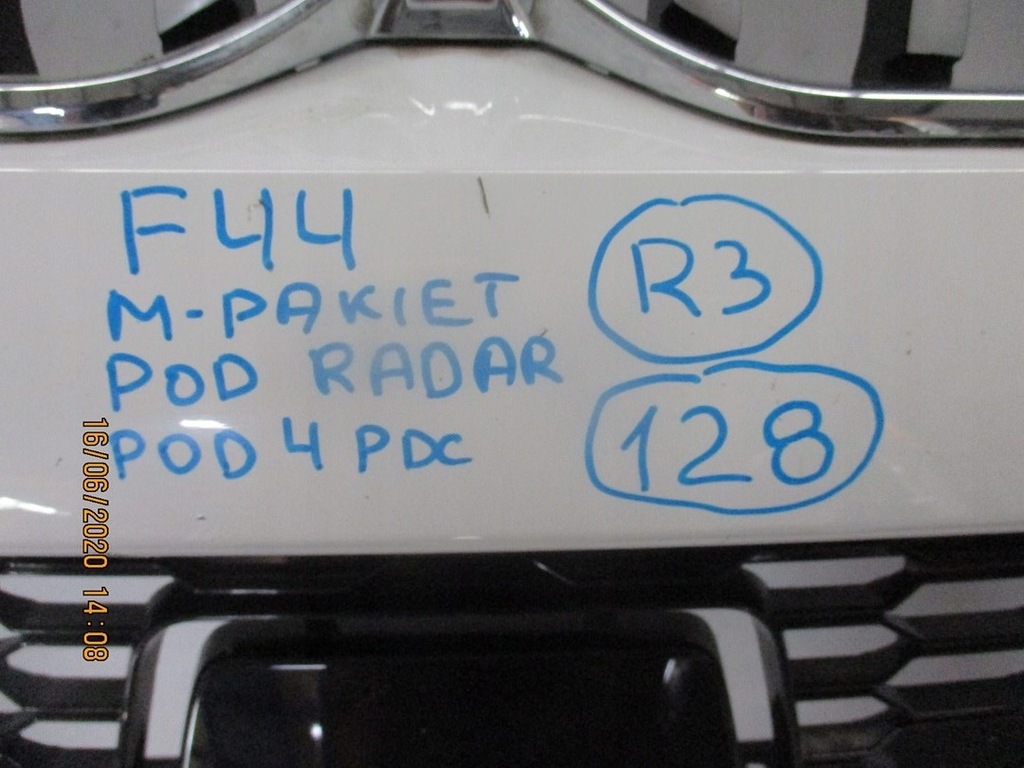 F44
M-PAKIET
POD RADAR
POD 4 PDC
R3
128
16/06/2020 14:08